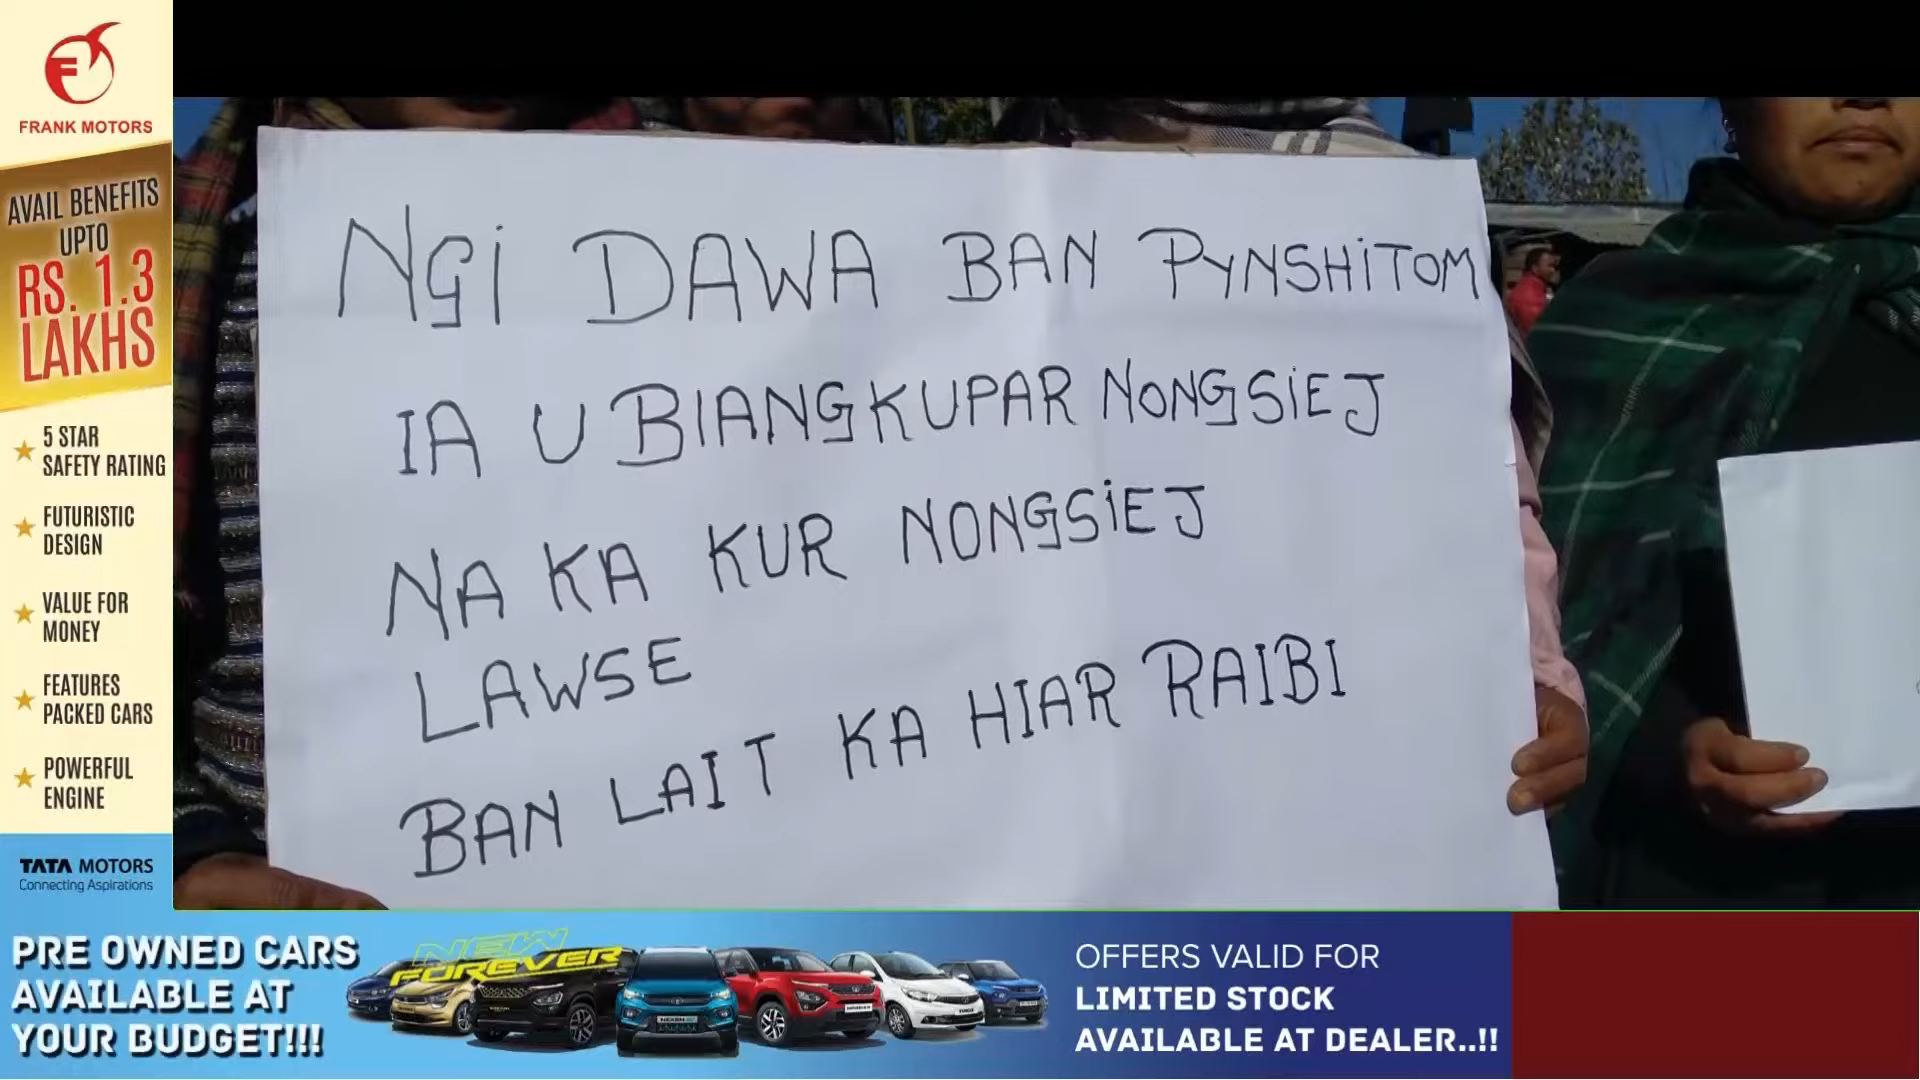 FRANK MOTORS
AVAIL BENEFITS
UPTO
RS. 1.3
LAKHS
5 STAR
SAFETY RATING
FUTURISTIC
DESIGN
VALUE FOR
MONEY
FEATURES
PACKED CARS
POWERFUL
ENGINE
TATA MOTORS
Connecting Aspirations
NGI DAWA BAN PYNSHITOM
IA U BIANGKUPAR NONGSIEJ
NA KA KUR NONGSIEJ
LAWSE
BAN LAIT KA HIAR RAIBI
PRE OWNED CARS
AVAILABLE AT
YOUR BUDGET!!!
NEW
FOREVER
OFFERS VALID FOR
LIMITED STOCK
AVAILABLE AT DEALER..!!